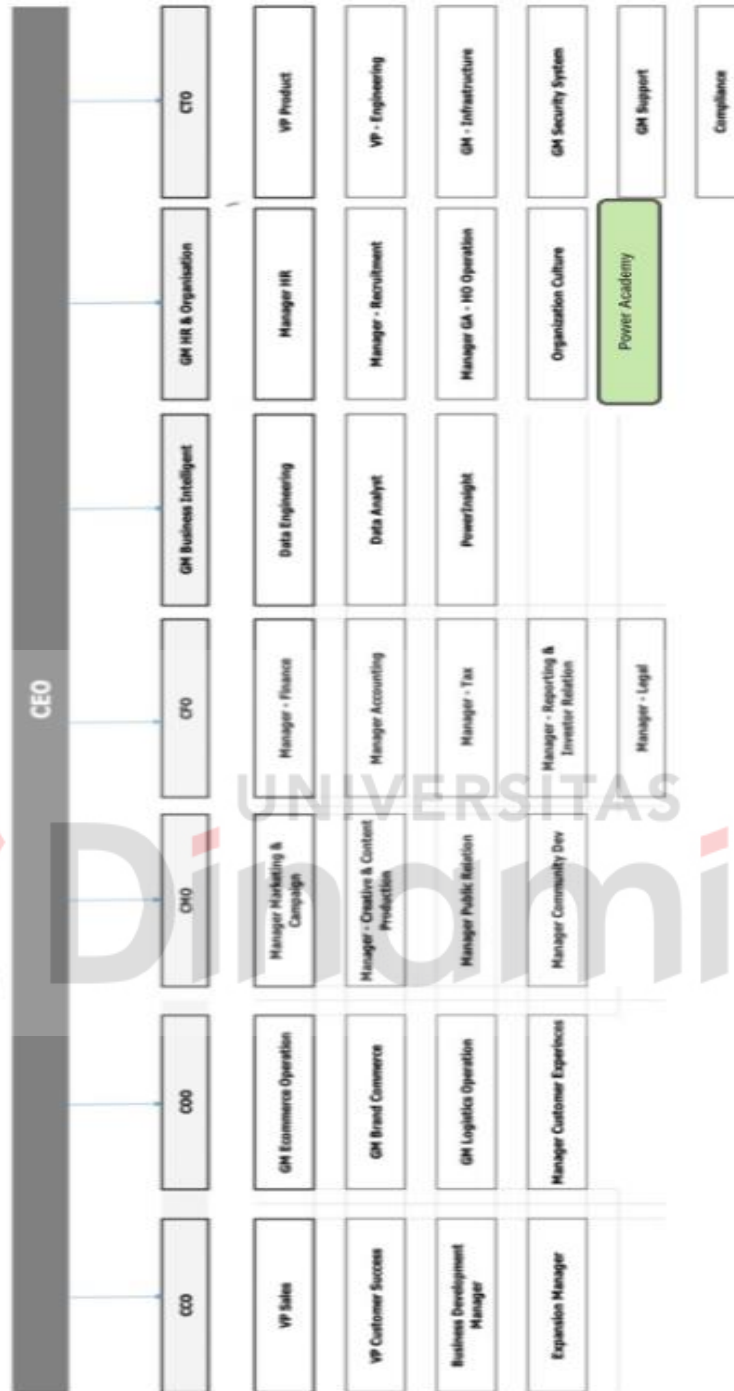 CEO
CCO
VP Sales
VP Customer Success
Business Development
Manager
Expansion Manager
COO
GM Ecommerce Operation
GM Brand Commerce
GM Logistics Operation
Manager Customer Experinces
CMO
Manager Marketing &
Campaign
Manager - Creative & Content
Production
Manager Public Relation
Manager Community Dev
CFO
Manager - Finance
Manager Accounting
Manager - Tax
Manager - Reporting &
Investor Relation
Manager - Legal
GM Business Intelligent
Data Engineering
Data Analyst
PowerInsight
GM HR & Organisation
Manager HR
Manager - Recruitment
Manager GA - HO Operation
Organization Culture
Power Academy
CTO
VP Product
VP - Engineering
GM - Infrastructure
GM Security System
GM Support
Compliance
UNIVERSITAS
Dinami